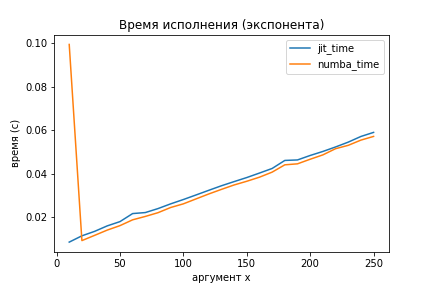 Время исполнения (экспонента)
jit_time
numba_time
время (с)
0.10
0.08
0.06
0.04
0.02
0 50 100 150 200 250
аргумент x